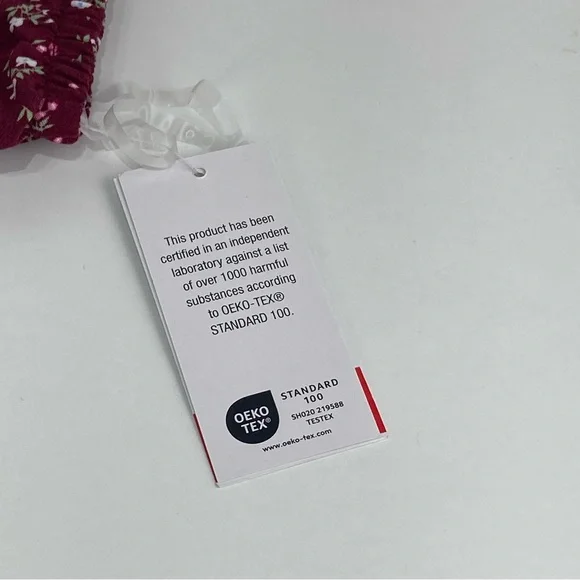 This product has been
certified in an independent
laboratory against a list
of over 1000 harmful
substances according
to OEKO-TEX®
STANDARD 100.
OEKO
TEX®
STANDARD
100
SH020 219588
TESTEX
www.oeko-tex.com